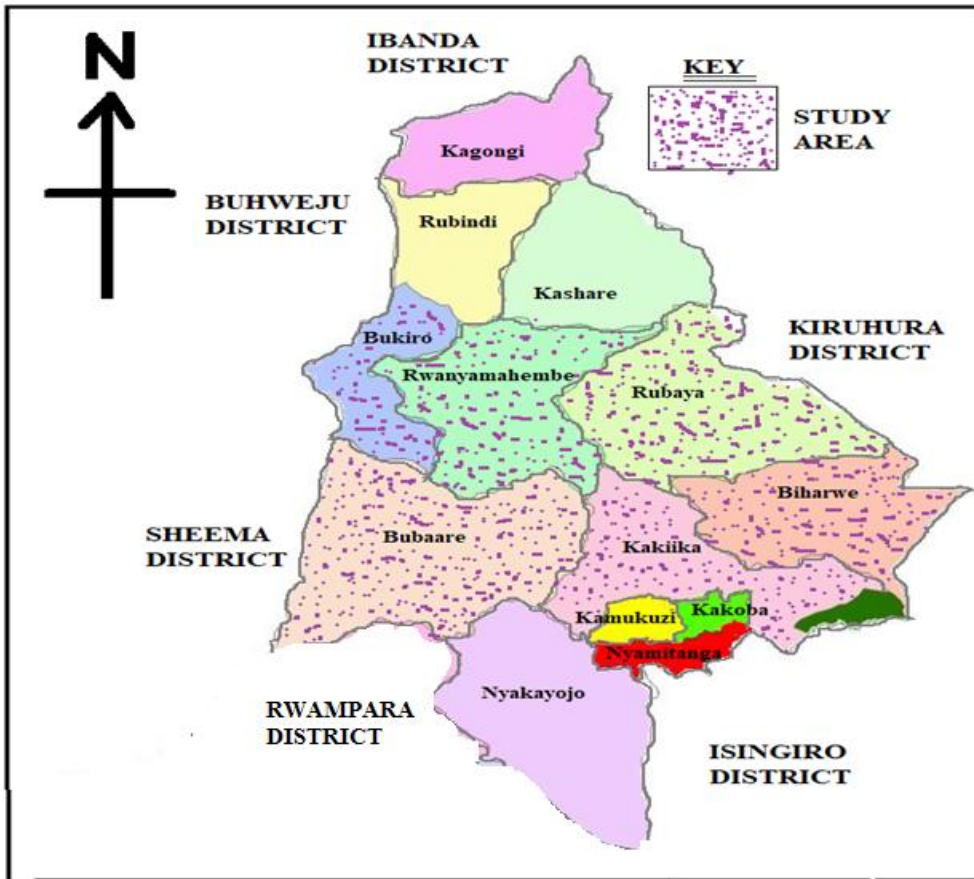 N
IBANDA
DISTRICT
KEY
STUDY
AREA
Kagongi
BUHWEJU
DISTRICT
Rubindi
Kashare
KIRUHURA
DISTRICT
Bukiro
Rwanyamahembe
Rubaya
Biharwe
SHEEMA
DISTRICT
Bubaare
Kakiika
Kamukuzi
Kakoba
Nyamitanga
Nyakayojo
RWAMPARA
DISTRICT
ISINGIRO
DISTRICT